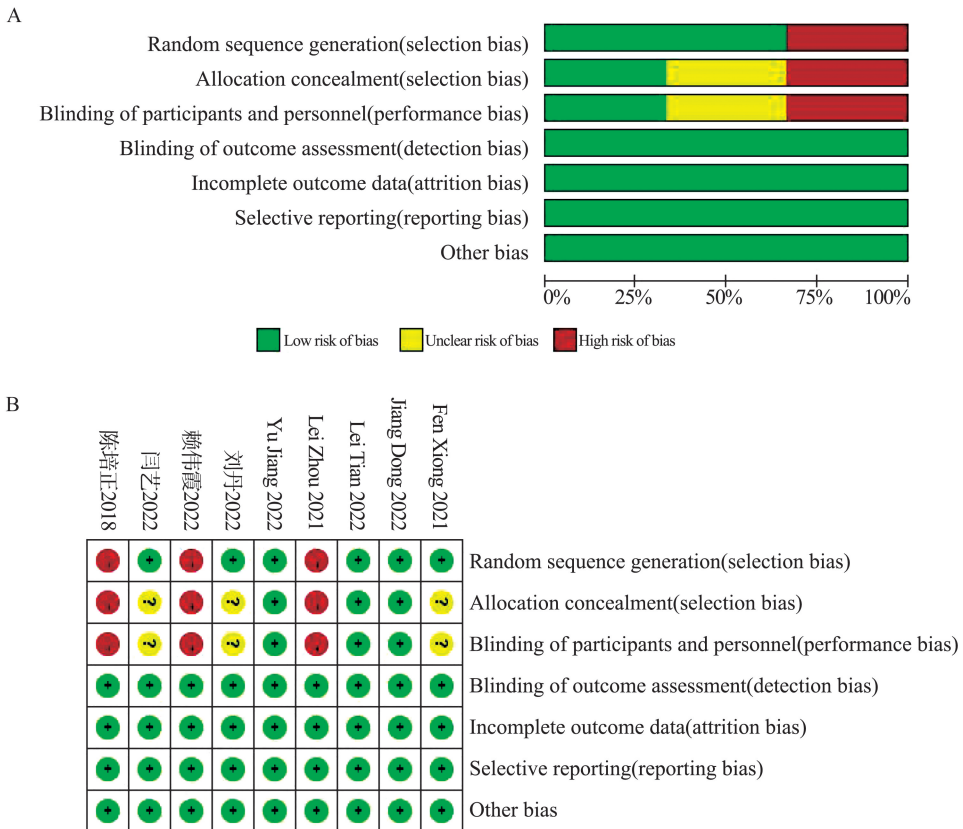 A
Random sequence generation(selection bias)
Allocation concealment(selection bias)
Blinding of participants and personnel(performance bias)
Blinding of outcome assessment(detection bias)
Incomplete outcome data(attrition bias)
Selective reporting(reporting bias)
Other bias
0% 25% 50% 75% 100%
Low risk of bias Unclear risk of bias High risk of bias
B
陈培正2018
闫艺2022
赖伟霞2022
刘丹2022
Yu Jiang 2022
Lei Zhou 2021
Lei Tian 2022
Jiang Dong 2022
Fen Xiong 2021
- + - + + - + + + Random sequence generation(selection bias)
- ? - ? + - + + ? Allocation concealment(selection bias)
- ? - ? + - + + ? Blinding of participants and personnel(performance bias)
+ + + + + + + + + Blinding of outcome assessment(detection bias)
+ + + + + + + + + Incomplete outcome data(attrition bias)
+ + + + + + + + + Selective reporting(reporting bias)
+ + + + + + + + + Other bias